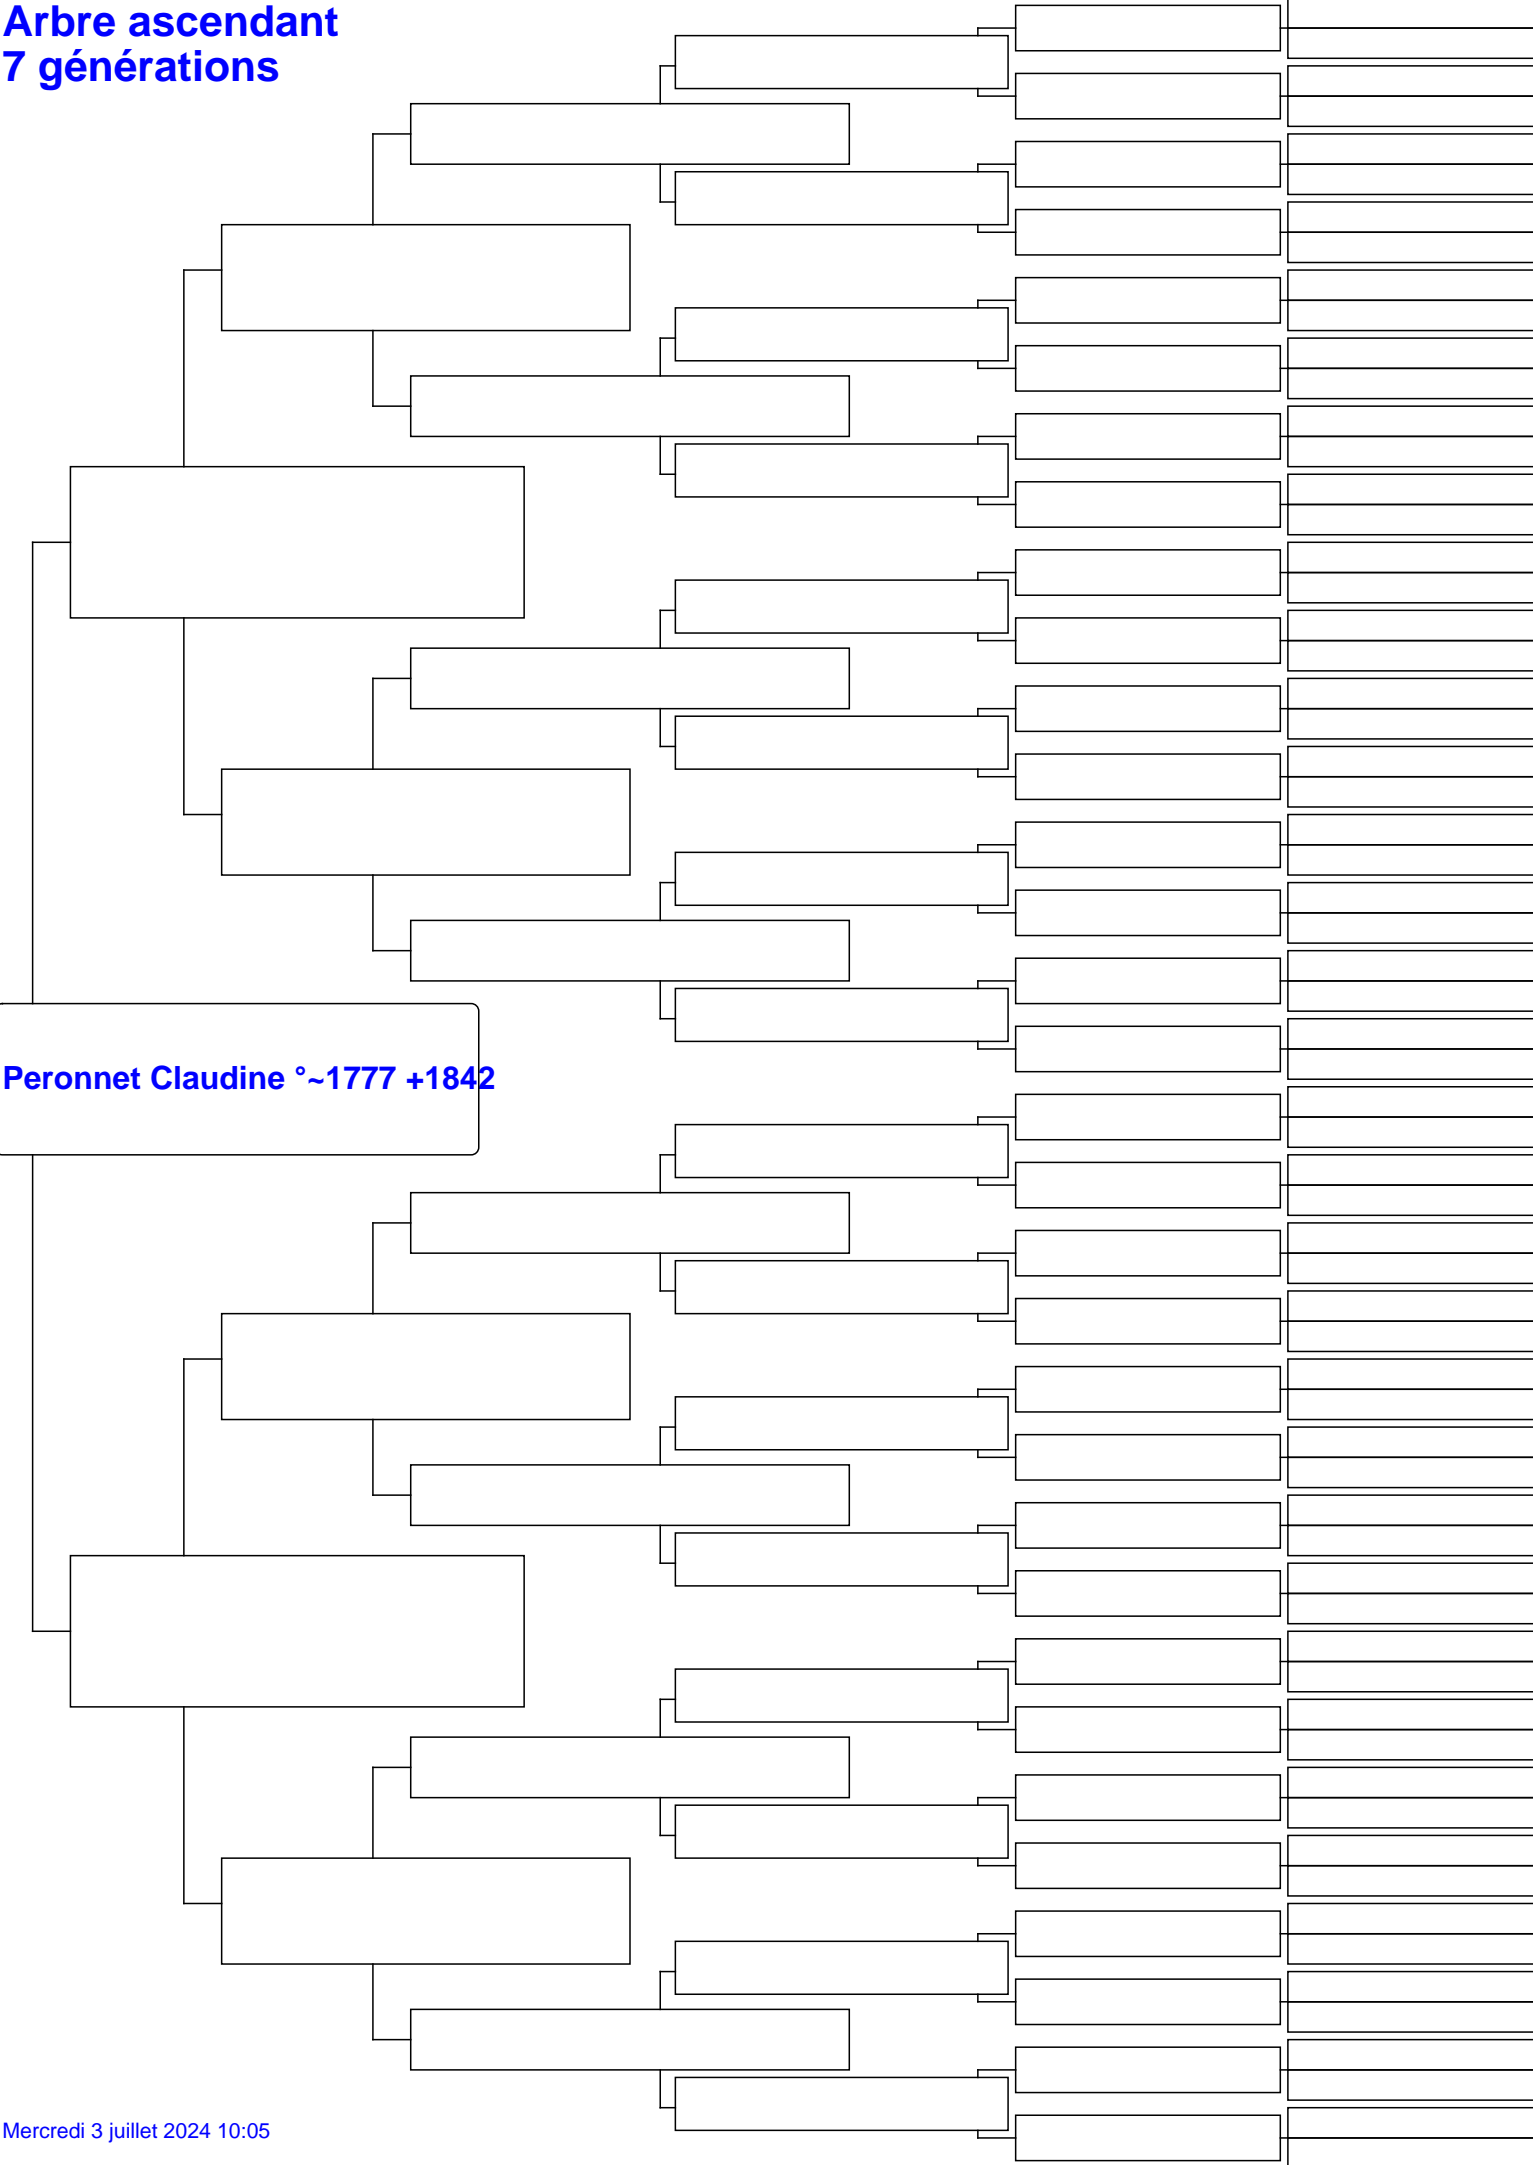 Arbre ascendant
7 générations
Peronnet Claudine °~1777 +1842
Mercredi 3 juillet 2024 10:05